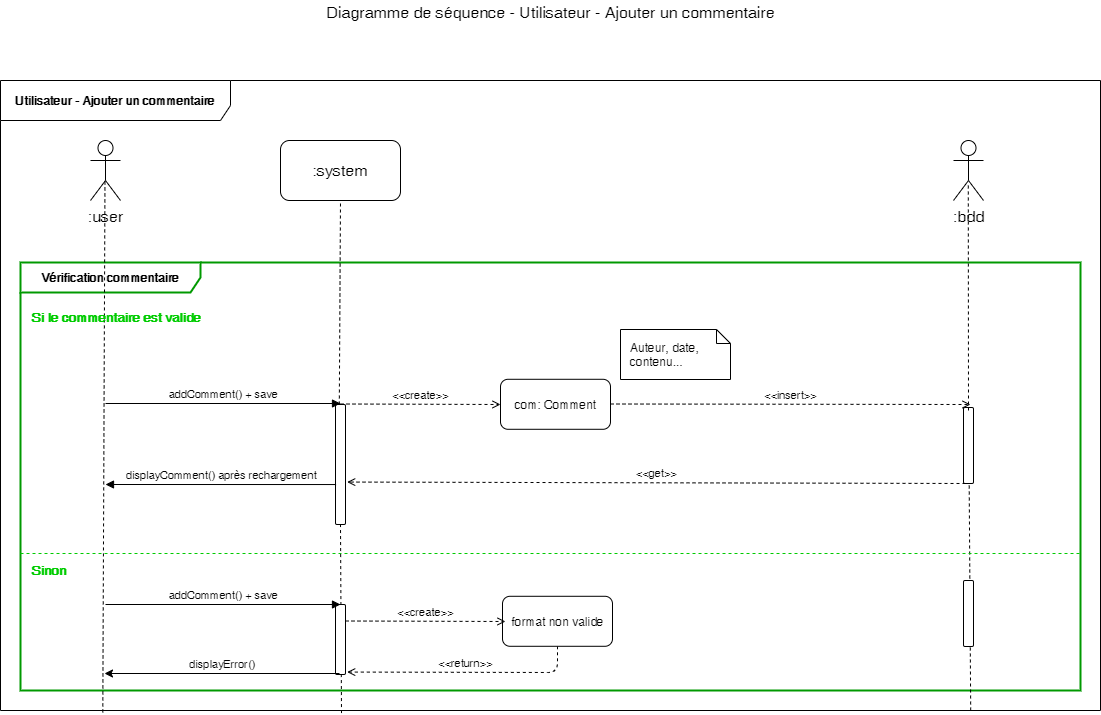 Diagramme de séquence - Utilisateur - Ajouter un commentaire
Utilisateur - Ajouter un commentaire
:system
:user
:bdd
Vérification commentaire
Si le commentaire est valide
Auteur, date,
contenu...
addComment() + save
<<create>>
com: Comment
<<insert>>
displayComment() après rechargement
<<get>>
Sinon
addComment() + save
<<create>>
format non valide
displayError()
<<return>>